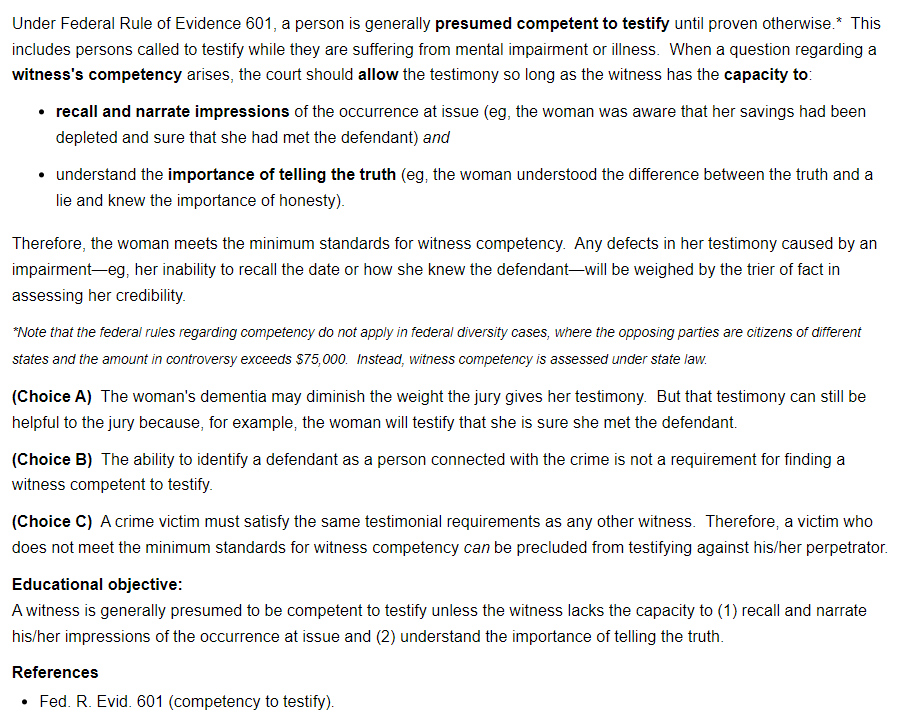 Under Federal Rule of Evidence 601, a person is generally presumed competent to testify until proven otherwise.* This
includes persons called to testify while they are suffering from mental impairment or illness. When a question regarding a
witness's competency arises, the court should allow the testimony so long as the witness has the capacity to:
• recall and narrate impressions of the occurrence at issue (eg, the woman was aware that her savings had been
depleted and sure that she had met the defendant) and
• understand the importance of telling the truth (eg, the woman understood the difference between the truth and a
lie and knew the importance of honesty).
Therefore, the woman meets the minimum standards for witness competency. Any defects in her testimony caused by an
impairment—eg, her inability to recall the date or how she knew the defendant—will be weighed by the trier of fact in
assessing her credibility.
*Note that the federal rules regarding competency do not apply in federal diversity cases, where the opposing parties are citizens of different
states and the amount in controversy exceeds $75,000. Instead, witness competency is assessed under state law.
(Choice A) The woman's dementia may diminish the weight the jury gives her testimony. But that testimony can still be
helpful to the jury because, for example, the woman will testify that she is sure she met the defendant.
(Choice B) The ability to identify a defendant as a person connected with the crime is not a requirement for finding a
witness competent to testify.
(Choice C) A crime victim must satisfy the same testimonial requirements as any other witness. Therefore, a victim who
does not meet the minimum standards for witness competency can be precluded from testifying against his/her perpetrator.
Educational objective:
A witness is generally presumed to be competent to testify unless the witness lacks the capacity to (1) recall and narrate
his/her impressions of the occurrence at issue and (2) understand the importance of telling the truth.
References
• Fed. R. Evid. 601 (competency to testify).